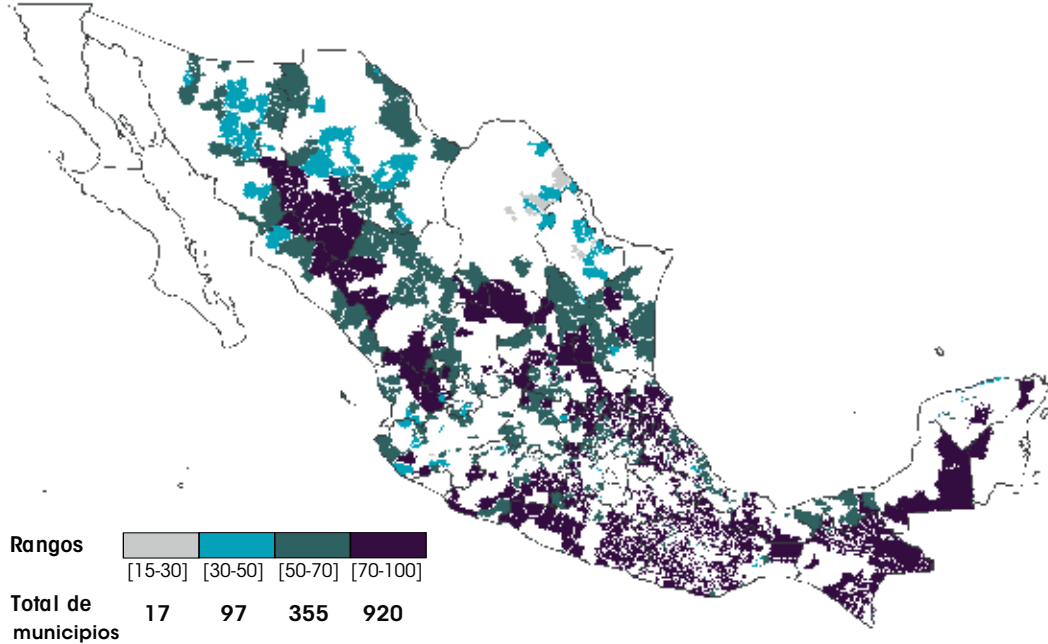 Rangos
[15-30] [30-50] [50-70] [70-100]
Total de
municipios
17 97 355 920